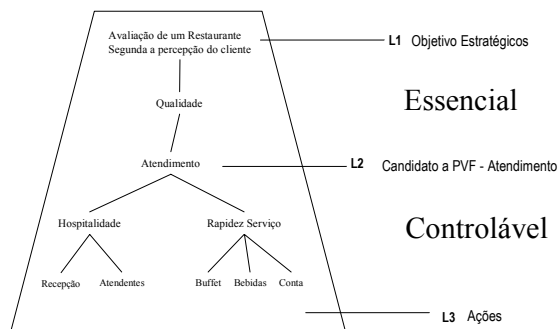 Avaliação de um Restaurante
Segunda a percepção do cliente
L1 Objetivo Estratégicos
Essencial
Qualidade
Atendimento
L2 Candidato a PVF - Atendimento
Hospitalidade Rapidez Serviço
Controlável
Recepção Atendentes Buffet Bebidas Conta
L3 Ações